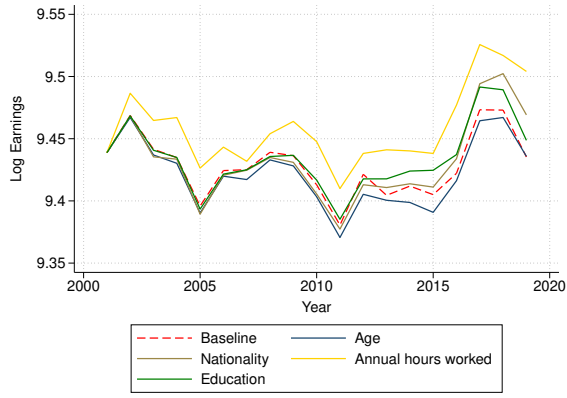 9.55
9.5
9.45
9.4
9.35
Log Earnings
2000 2005 2010 2015 2020
Year
Baseline Age
Nationality Annual hours worked
Education